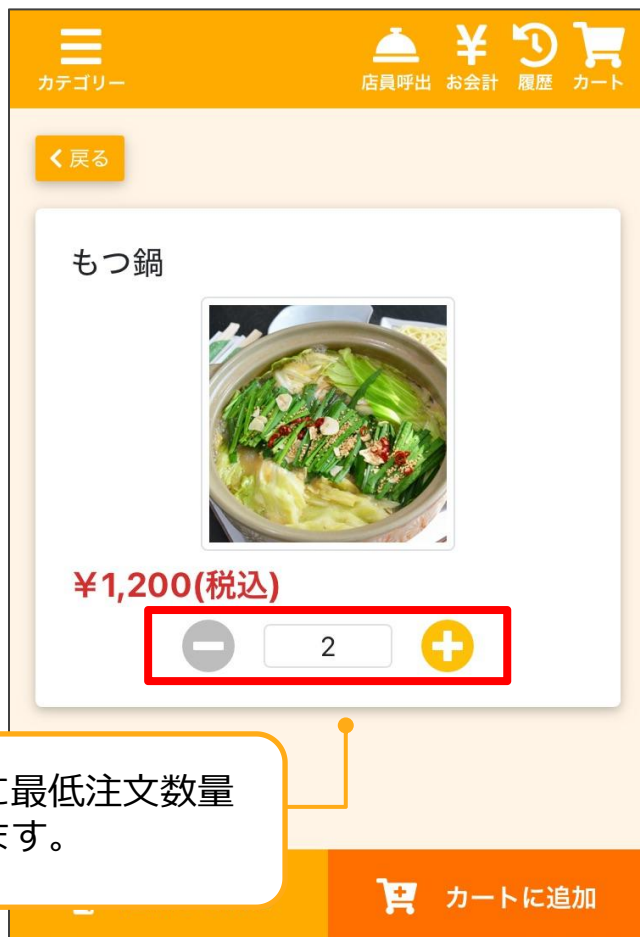 カテゴリー
店員呼出 お会計 履歴 カート
戻る
もつ鍋
¥1,200(税込)
2
最低注文数量
ます。
カートに追加